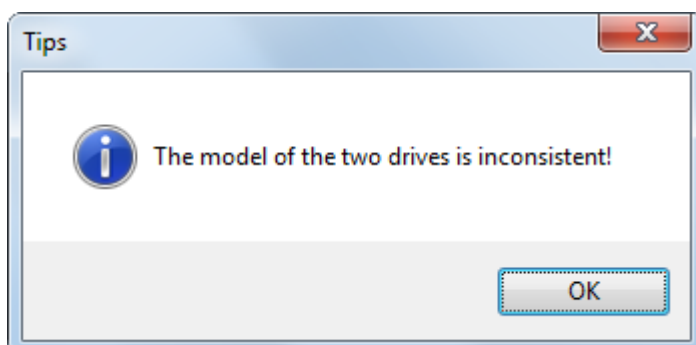 Tips
The model of the two drives is inconsistent!
OK